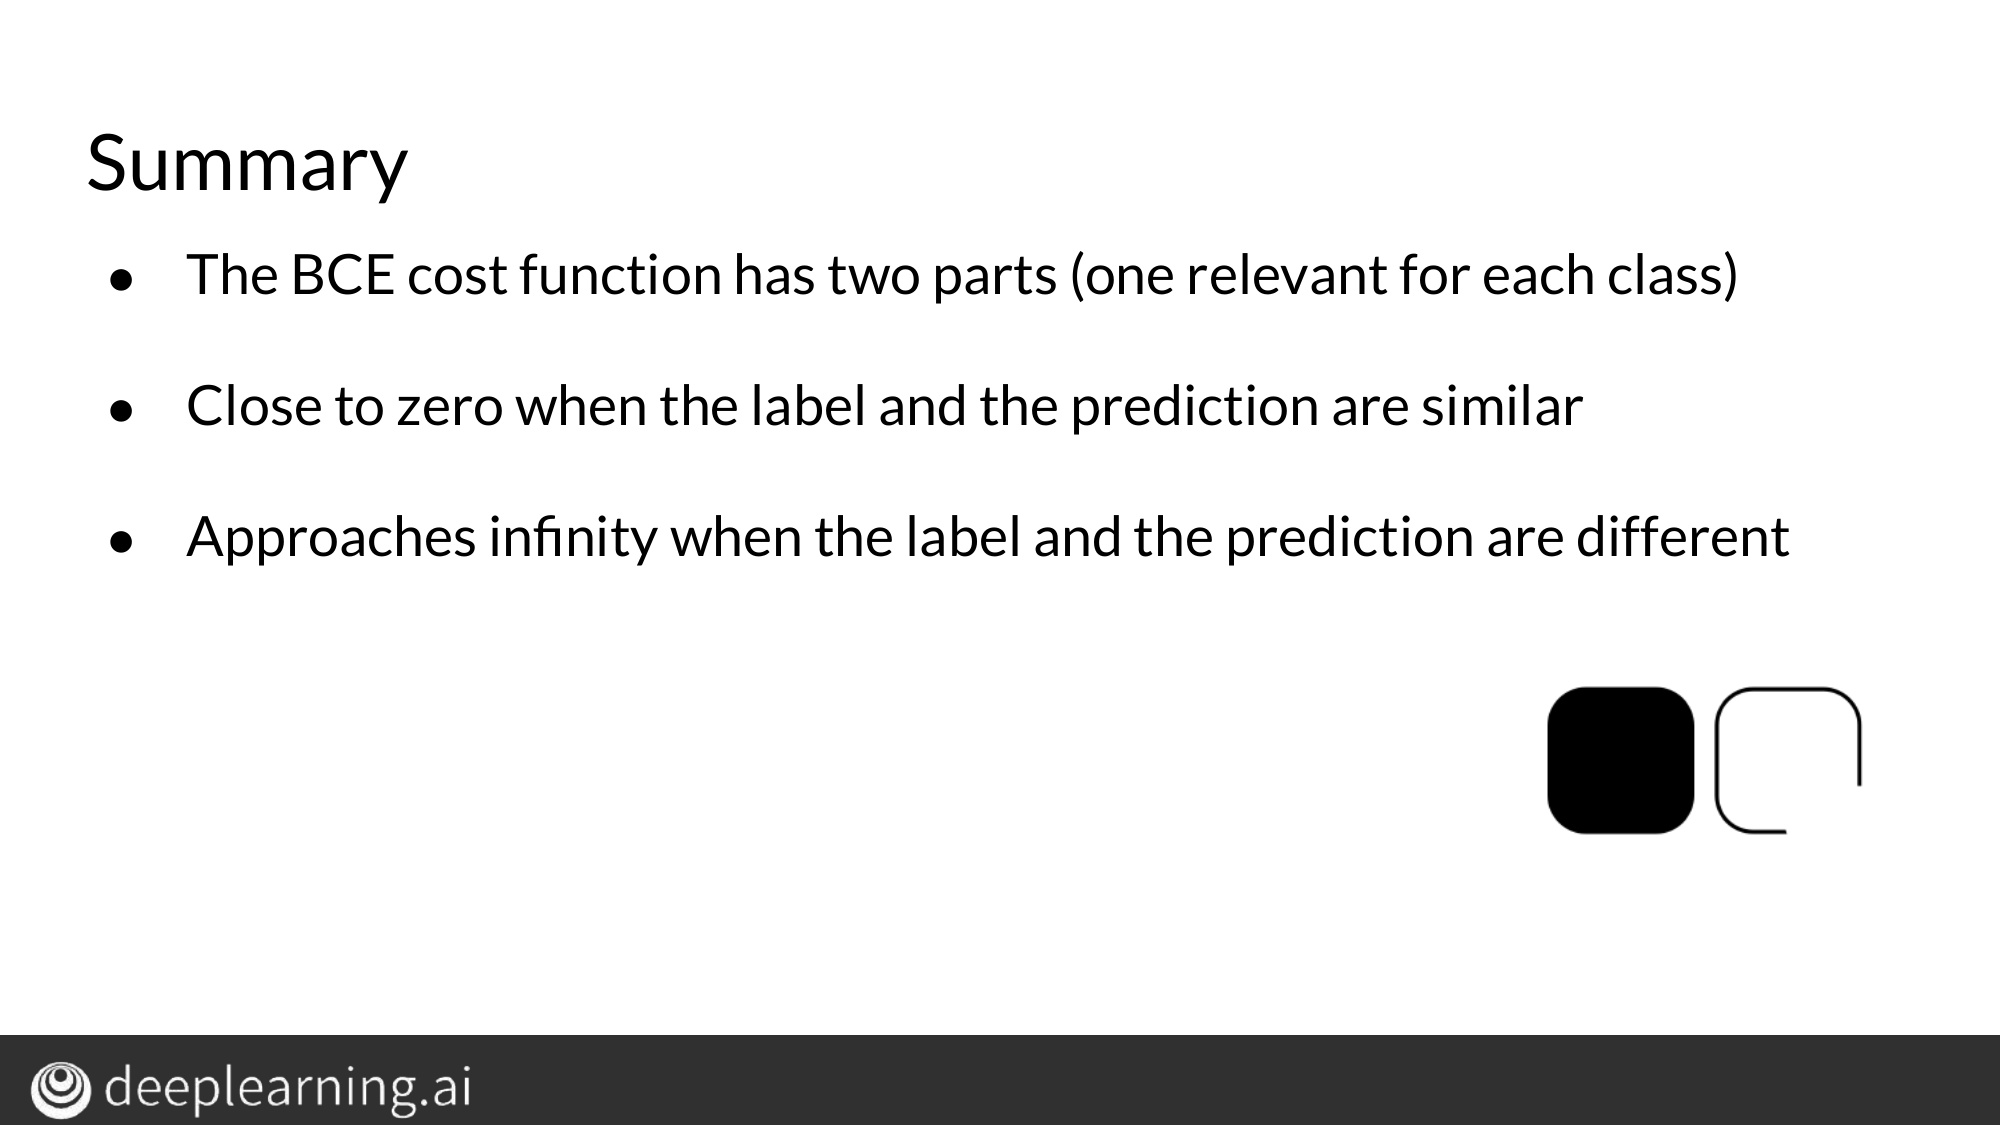 Summary
● The BCE cost function has two parts (one relevant for each class)
● Close to zero when the label and the prediction are similar
● Approaches infinity when the label and the prediction are different
deeplearning.ai